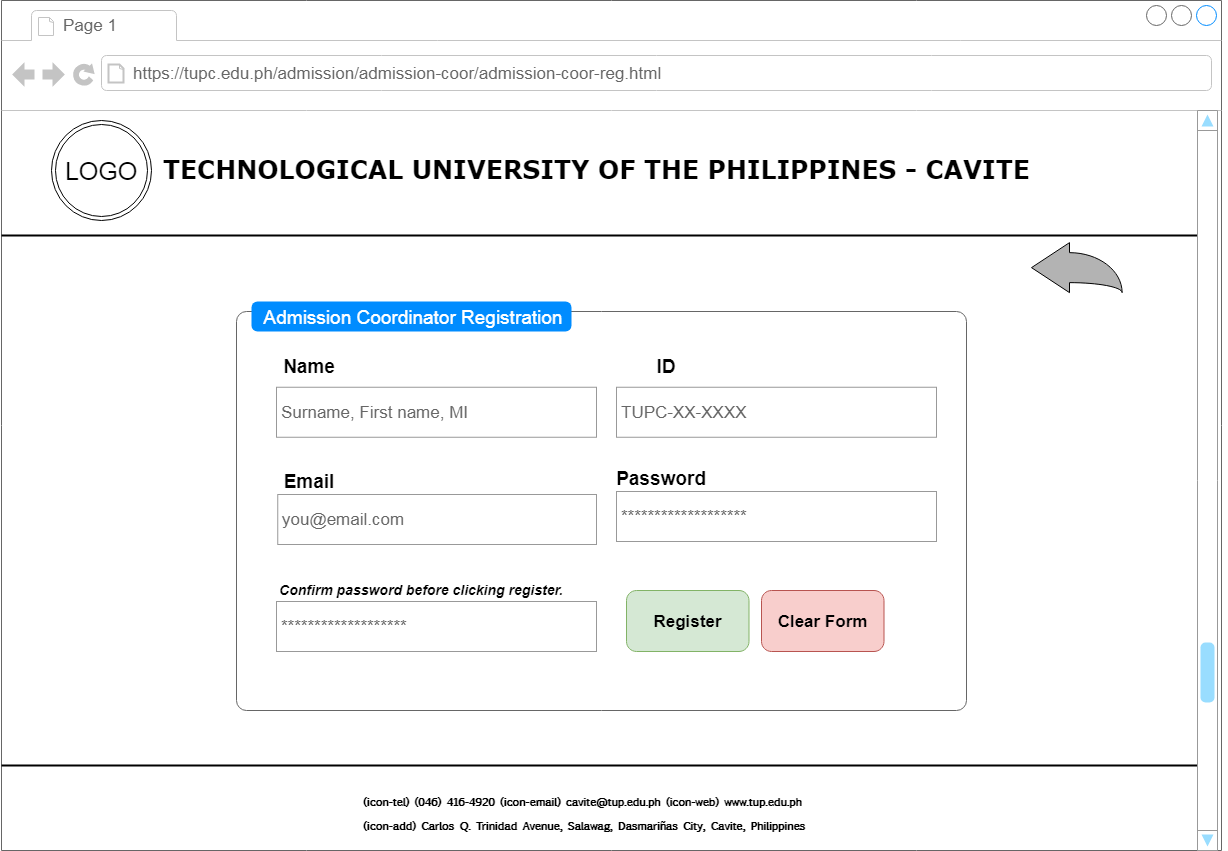 Page 1
https://tupc.edu.ph/admission/admission-coor/admission-coor-reg.html
LOGO
TECHNOLOGICAL UNIVERSITY OF THE PHILIPPINES - CAVITE
Admission Coordinator Registration
Name
ID
Surname, First name, MI
TUPC-XX-XXXX
Email
Password
you@email.com
*******************
Confirm password before clicking register.
*******************
Register
Clear Form
(icon-tel) (046) 416-4920 (icon-email) cavite@tup.edu.ph (icon-web) www.tup.edu.ph
(icon-add) Carlos Q. Trinidad Avenue, Salawag, Dasmariñas City, Cavite, Philippines